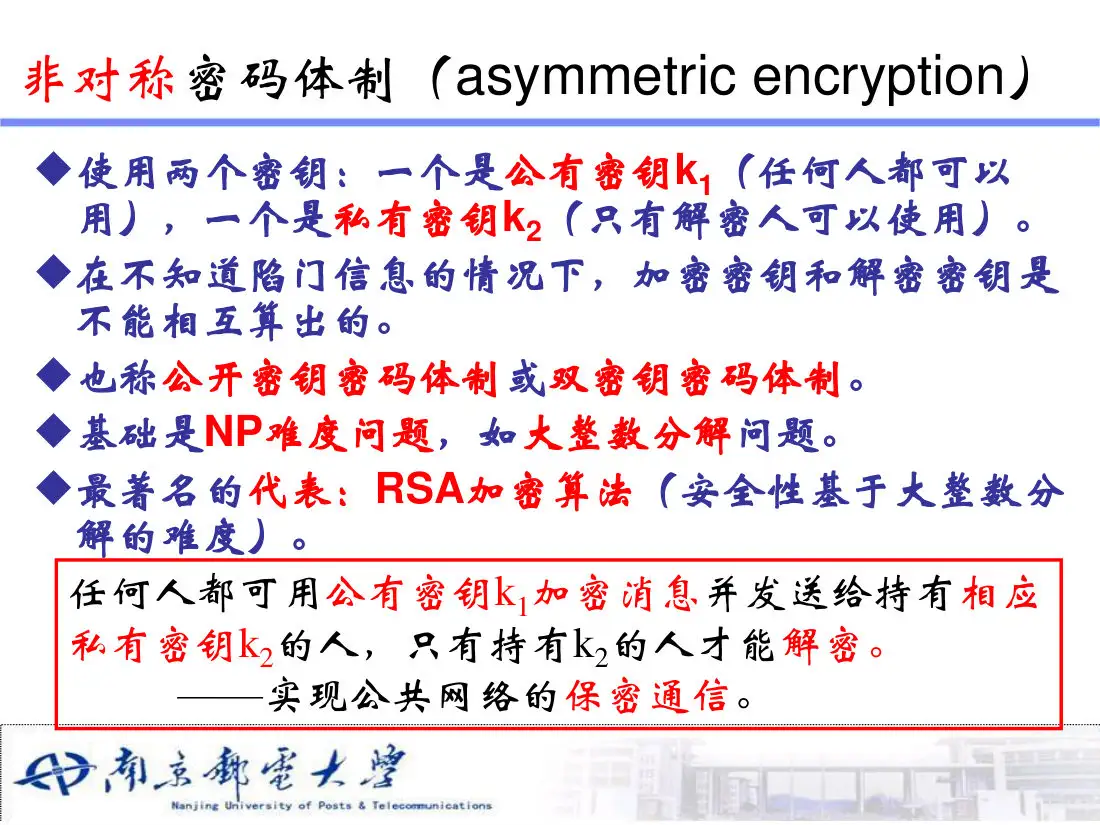 非对称密码体制（asymmetric encryption）
◆使用两个密钥：一个是公有密钥k₁（任何人都可以
用），一个是私有密钥k₂（只有解密人可以使用）。
◆在不知道陷门信息的情况下，加密密钥和解密密钥是
不能相互算出的。
◆也称公开密钥密码体制或双密钥密码体制。
◆基础是NP难度问题，如大整数分解问题。
◆最著名的代表：RSA加密算法（安全性基于大整数分
解的难度）。
任何人都可用公有密钥k₁加密消息并发送给持有相应
私有密钥k₂的人，只有持有k₂的人才能解密。
——实现公共网络的保密通信。
南京郵電大學
Nanjing University of Posts & Telecommunications